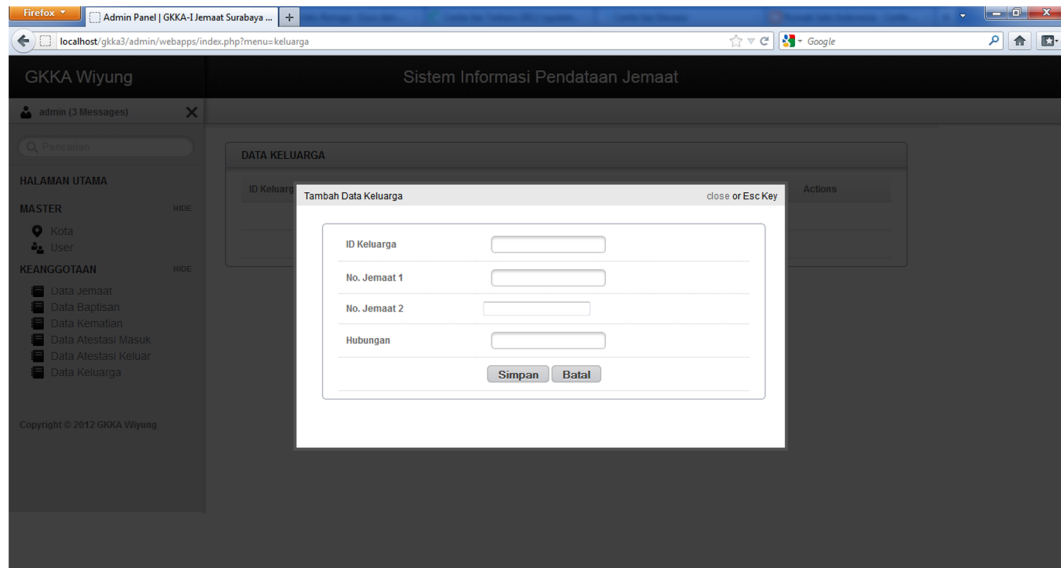 Firefox
Admin Panel | GKKA-I Jemaat Surabaya ...
localhost/gkka3/admin/webapps/index.php?menu=keluarga
Google
GKKA Wiyung
Sistem Informasi Pendataan Jemaat
admin (3 Messages)
Pencarian
HALAMAN UTAMA
MASTER HIDE
Kota
User
KEANGGOTAAN HIDE
Data Jemaat
Data Baptisan
Data Kematian
Data Atestasi Masuk
Data Atestasi Keluar
Data Keluarga
Copyright © 2012 GKKA Wiyung
DATA KELUARGA
ID Keluarg
Actions
Tambah Data Keluarga
close or Esc Key
ID Keluarga
No. Jemaat 1
No. Jemaat 2
Hubungan
Simpan Batal